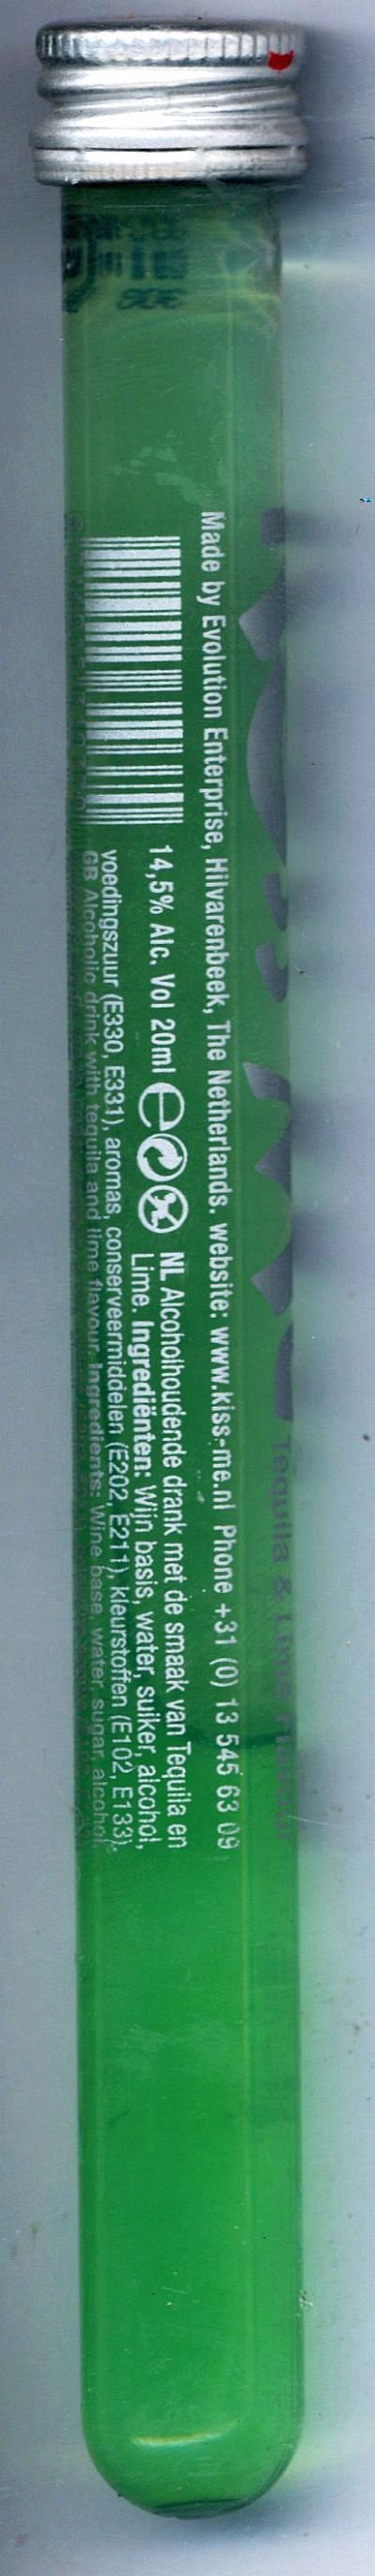 Tequila & Lime Flavour
Made by Evolution Enterprise, Hilvarenbeek, The Netherlands. website: www.kiss-me.nl Phone +31 (0) 13 545 63 09
14,5% Alc. Vol 20ml e
NL Alcoholhoudende drank met de smaak van Tequila en
Lime. Ingrediënten: Wijn basis, water, suiker, alcohol,
voedingszuur (E330, E331), aromas, conserveermiddelen (E202, E211), kleurstoffen (E102, E133).
GB Alcoholic drink with tequila and lime flavour. Ingredients: Wine base, water, sugar, alcohol,